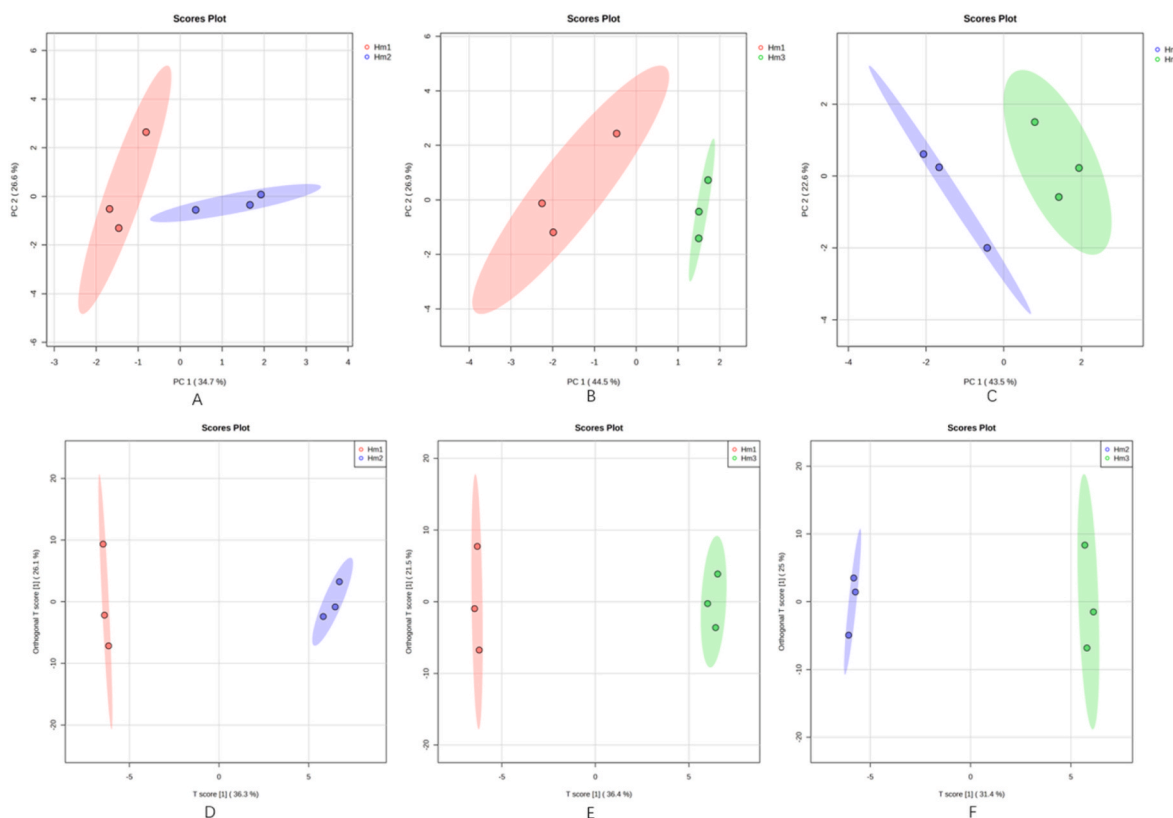 Scores Plot
Hm1
Hm2
PC 2 ( 26.6 %)
6
4
2
0
-2
-4
-6
-3 -2 -1 0 1 2 3 4
PC 1 ( 34.7 %)
A
Scores Plot
Hm1
Hm3
PC 2 ( 26.9 %)
6
4
2
0
-2
-4
-4 -3 -2 -1 0 1 2
PC 1 ( 44.5 %)
B
Scores Plot
PC 2 ( 22.6 %)
2
0
-2
-4
-4 -2 0 2
PC 1 ( 43.5 %)
C
Scores Plot
Hm1
Hm2
Orthogonal T score [1] ( 26.1 %)
20
10
0
-10
-20
-5 0 5
T score [1] ( 36.3 %)
D
Scores Plot
Hm1
Hm3
Orthogonal T score [1] ( 21.5 %)
20
10
0
-10
-20
-5 0 5
T score [1] ( 36.4 %)
E
Scores Plot
Hm2
Hm3
Orthogonal T score [1] ( 25 %)
20
10
0
-10
-20
-5 0 5
T score [1] ( 31.4 %)
F